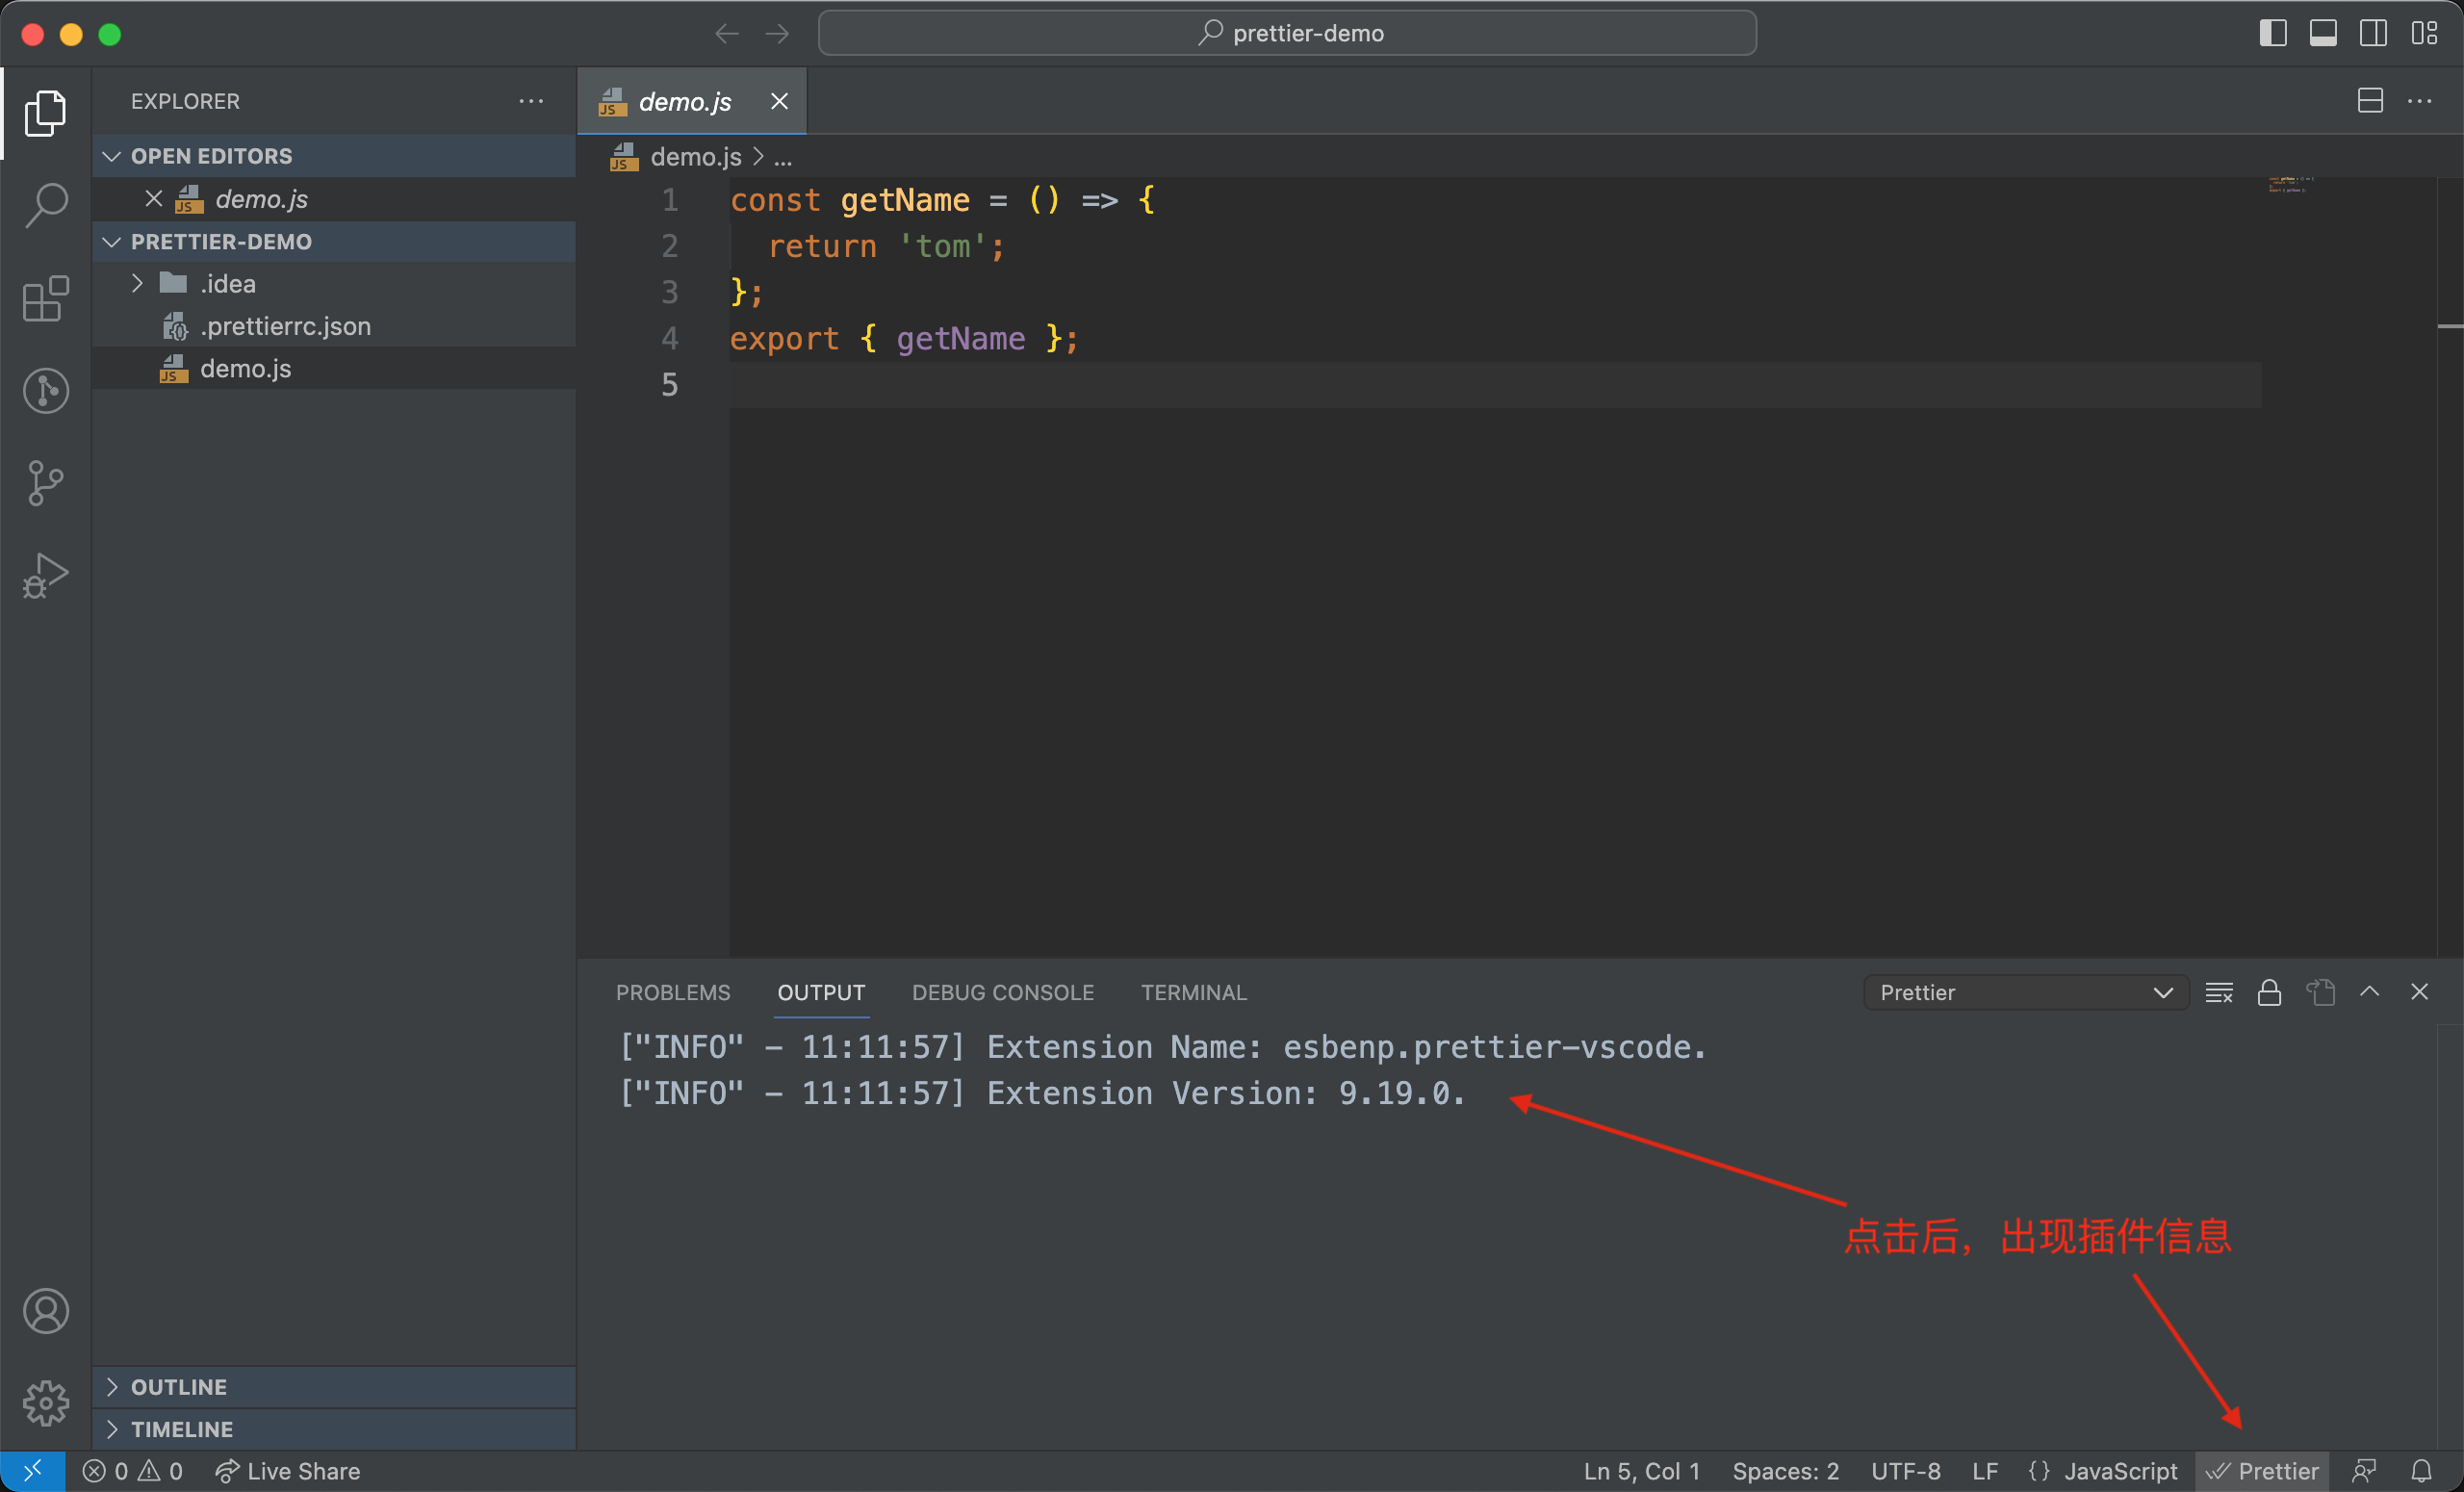 prettier-demo
EXPLORER
OPEN EDITORS
demo.js
PRETTIER-DEMO
.idea
.prettierrc.json
demo.js
OUTLINE
TIMELINE
demo.js
demo.js > ...
1 const getName = () => {
2 return 'tom';
3 };
4 export { getName };
5
PROBLEMS OUTPUT DEBUG CONSOLE TERMINAL Prettier
["INFO" - 11:11:57] Extension Name: esbenp.prettier-vscode.
["INFO" - 11:11:57] Extension Version: 9.19.0.
点击后，出现插件信息
0 0 Live Share Ln 5, Col 1 Spaces: 2 UTF-8 LF {} JavaScript Prettier